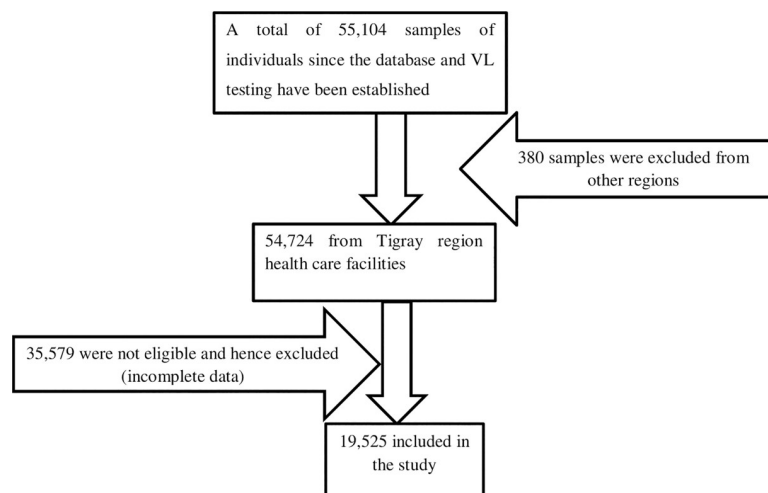 A total of 55,104 samples of
individuals since the database and VL
testing have been established
380 samples were excluded from
other regions
54,724 from Tigray region
health care facilities
35,579 were not eligible and hence excluded
(incomplete data)
19,525 included in
the study